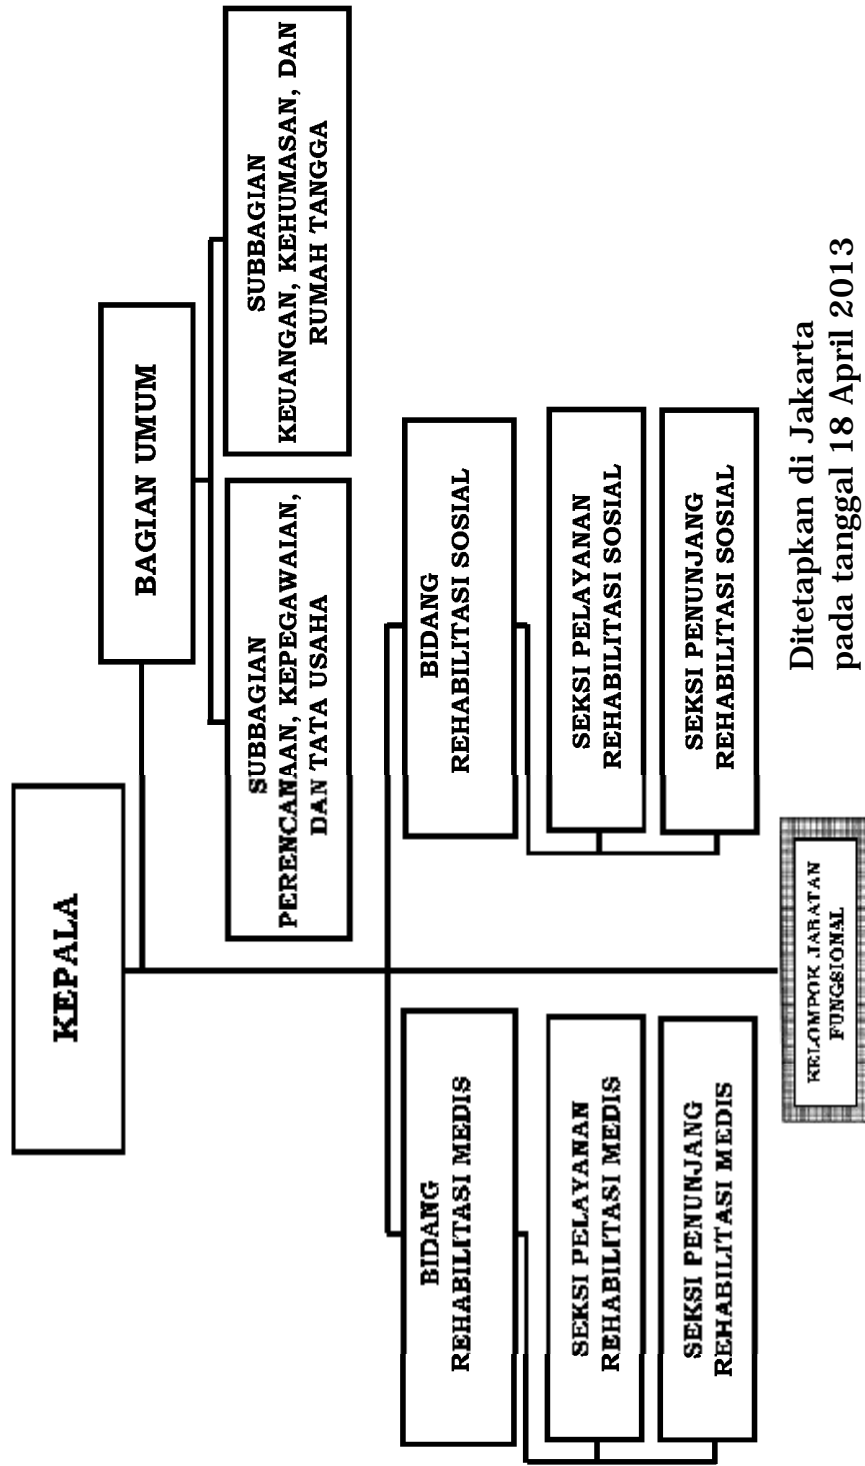 KEPALA
BAGIAN UMUM
SUBBAGIAN
PERENCANAAN, KEPEGAWAIAN,
DAN TATA USAHA
SUBBAGIAN
KEUANGAN, KEHUMASAN, DAN
RUMAH TANGGA
BIDANG
REHABILITASI MEDIS
BIDANG
REHABILITASI SOSIAL
SEKSI PELAYANAN
REHABILITASI MEDIS
SEKSI PELAYANAN
REHABILITASI SOSIAL
SEKSI PENUNJANG
REHABILITASI MEDIS
SEKSI PENUNJANG
REHABILITASI SOSIAL
KELOMPOK JABATAN
FUNGSIONAL
Ditetapkan di Jakarta
pada tanggal 18 April 2013